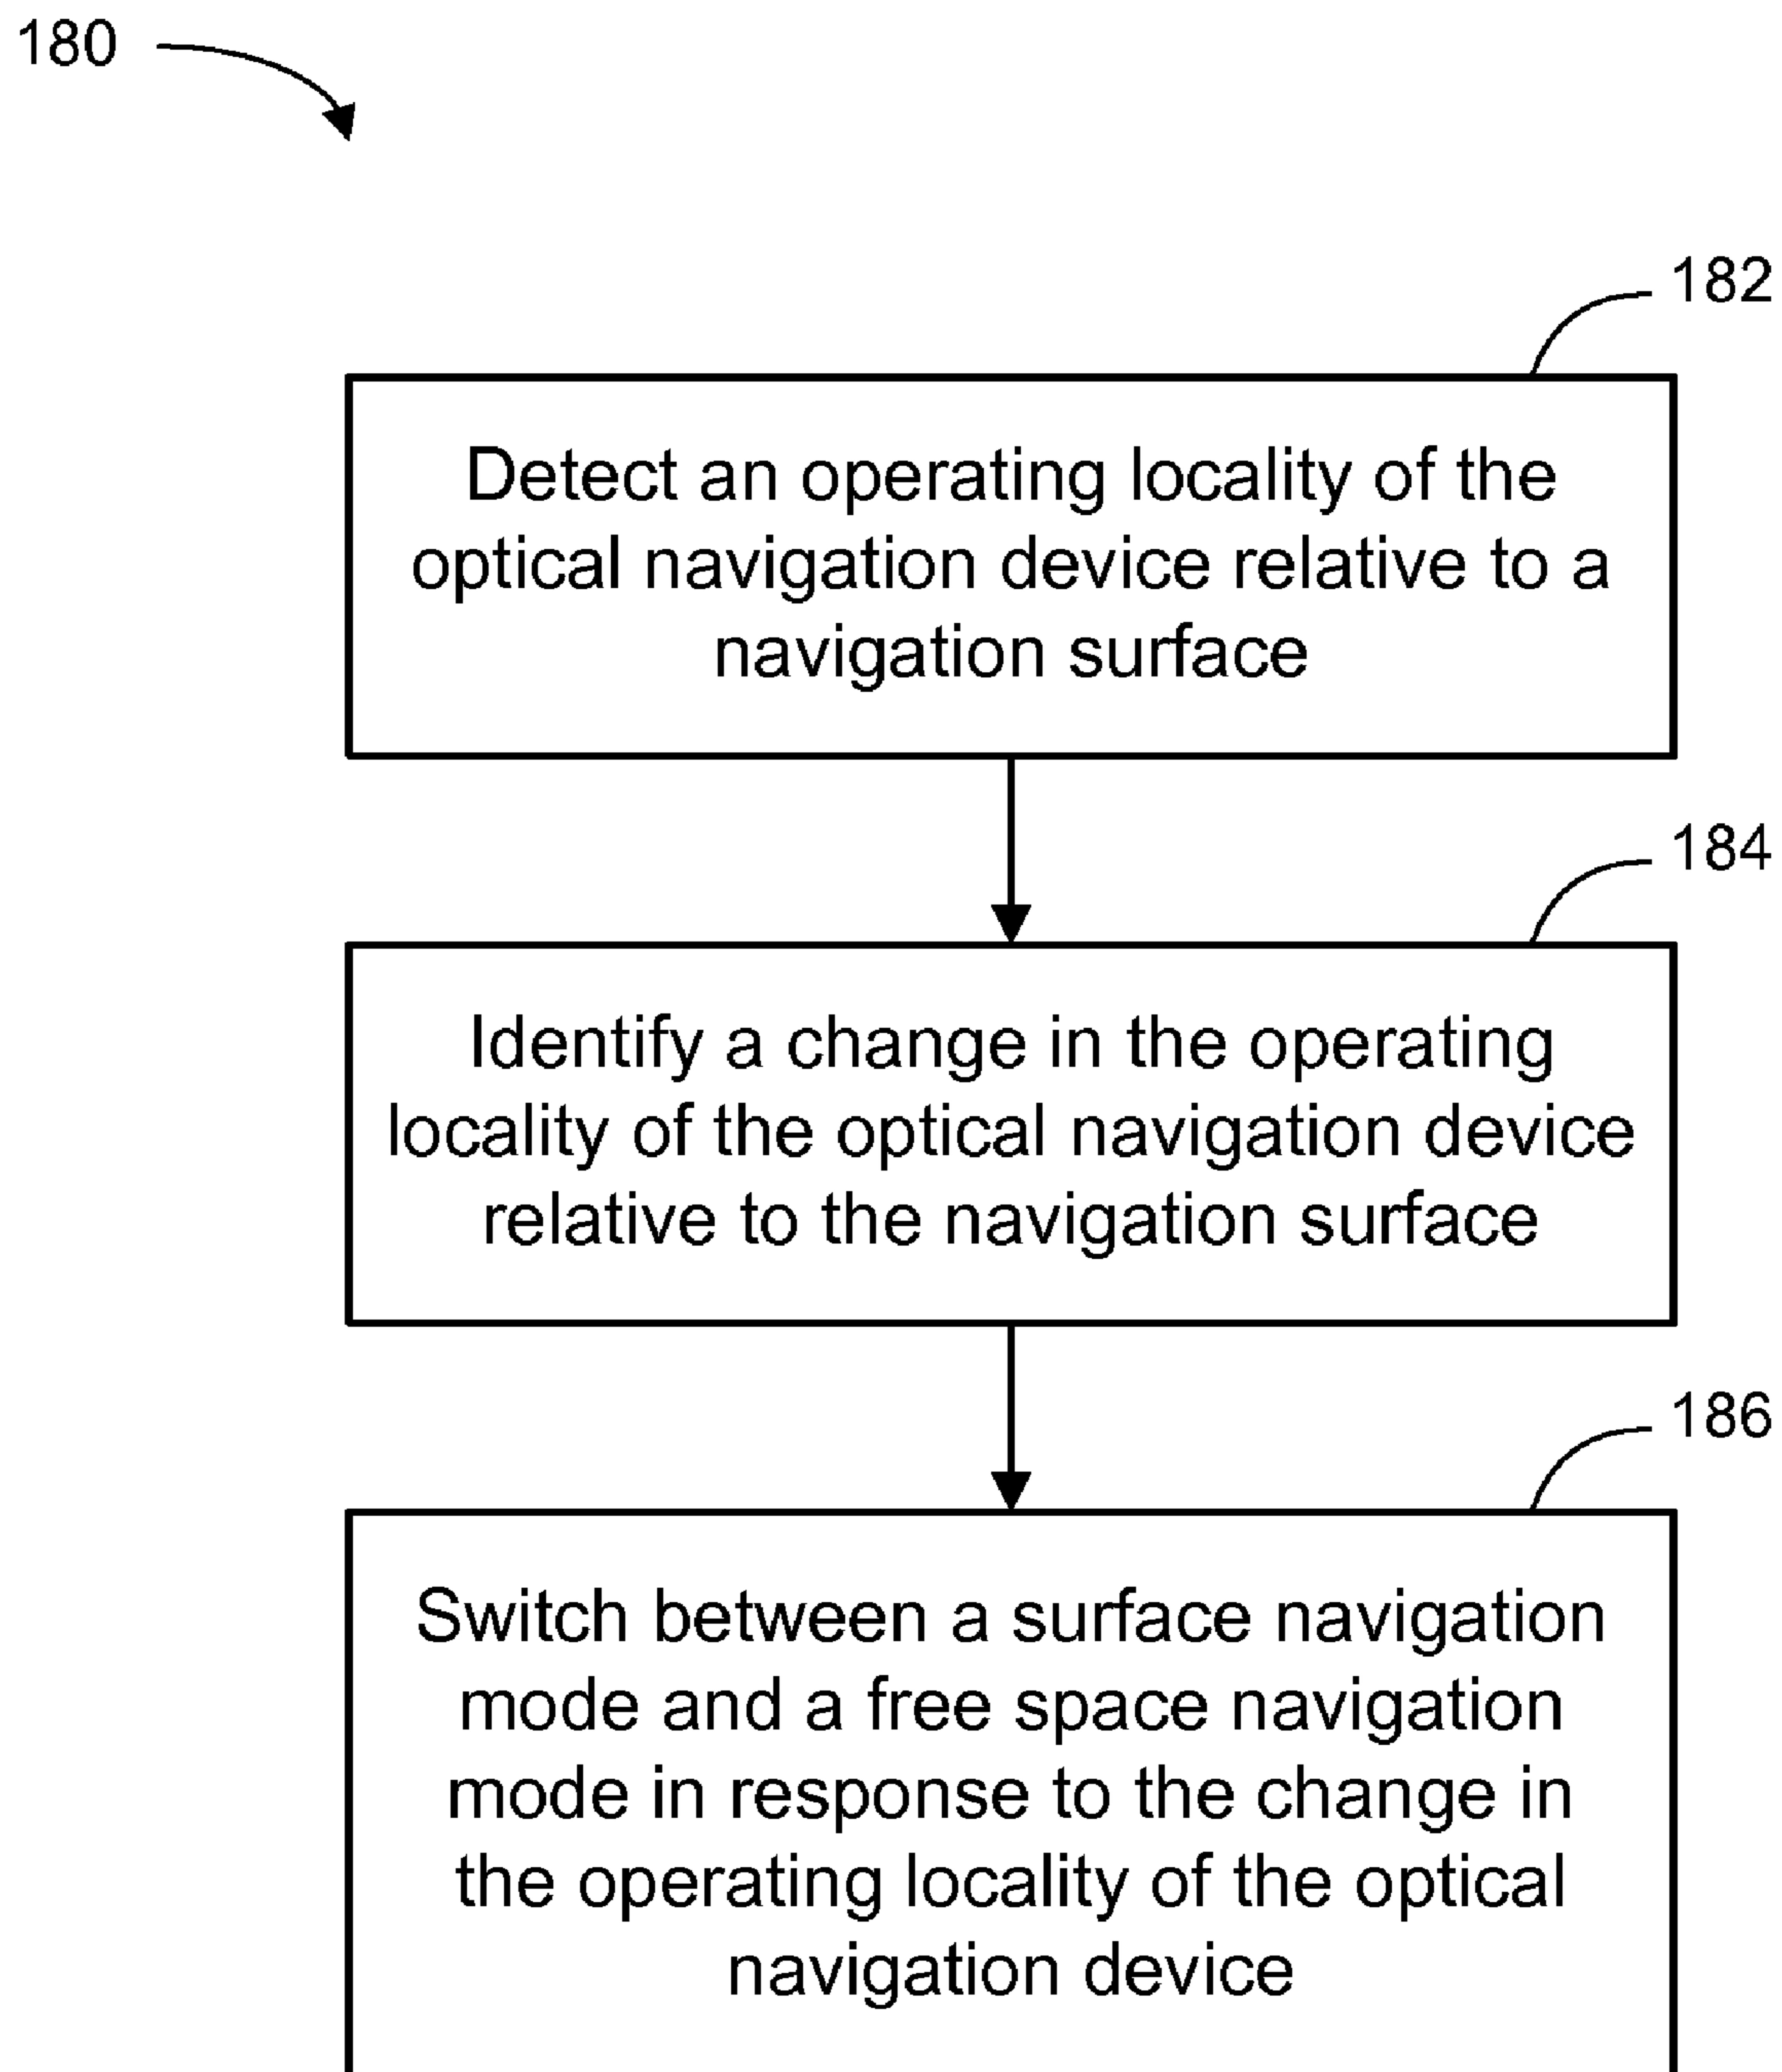 180
182
Detect an operating locality of the
optical navigation device relative to a
navigation surface
184
Identify a change in the operating
locality of the optical navigation device
relative to the navigation surface
186
Switch between a surface navigation
mode and a free space navigation
mode in response to the change in
the operating locality of the optical
navigation device